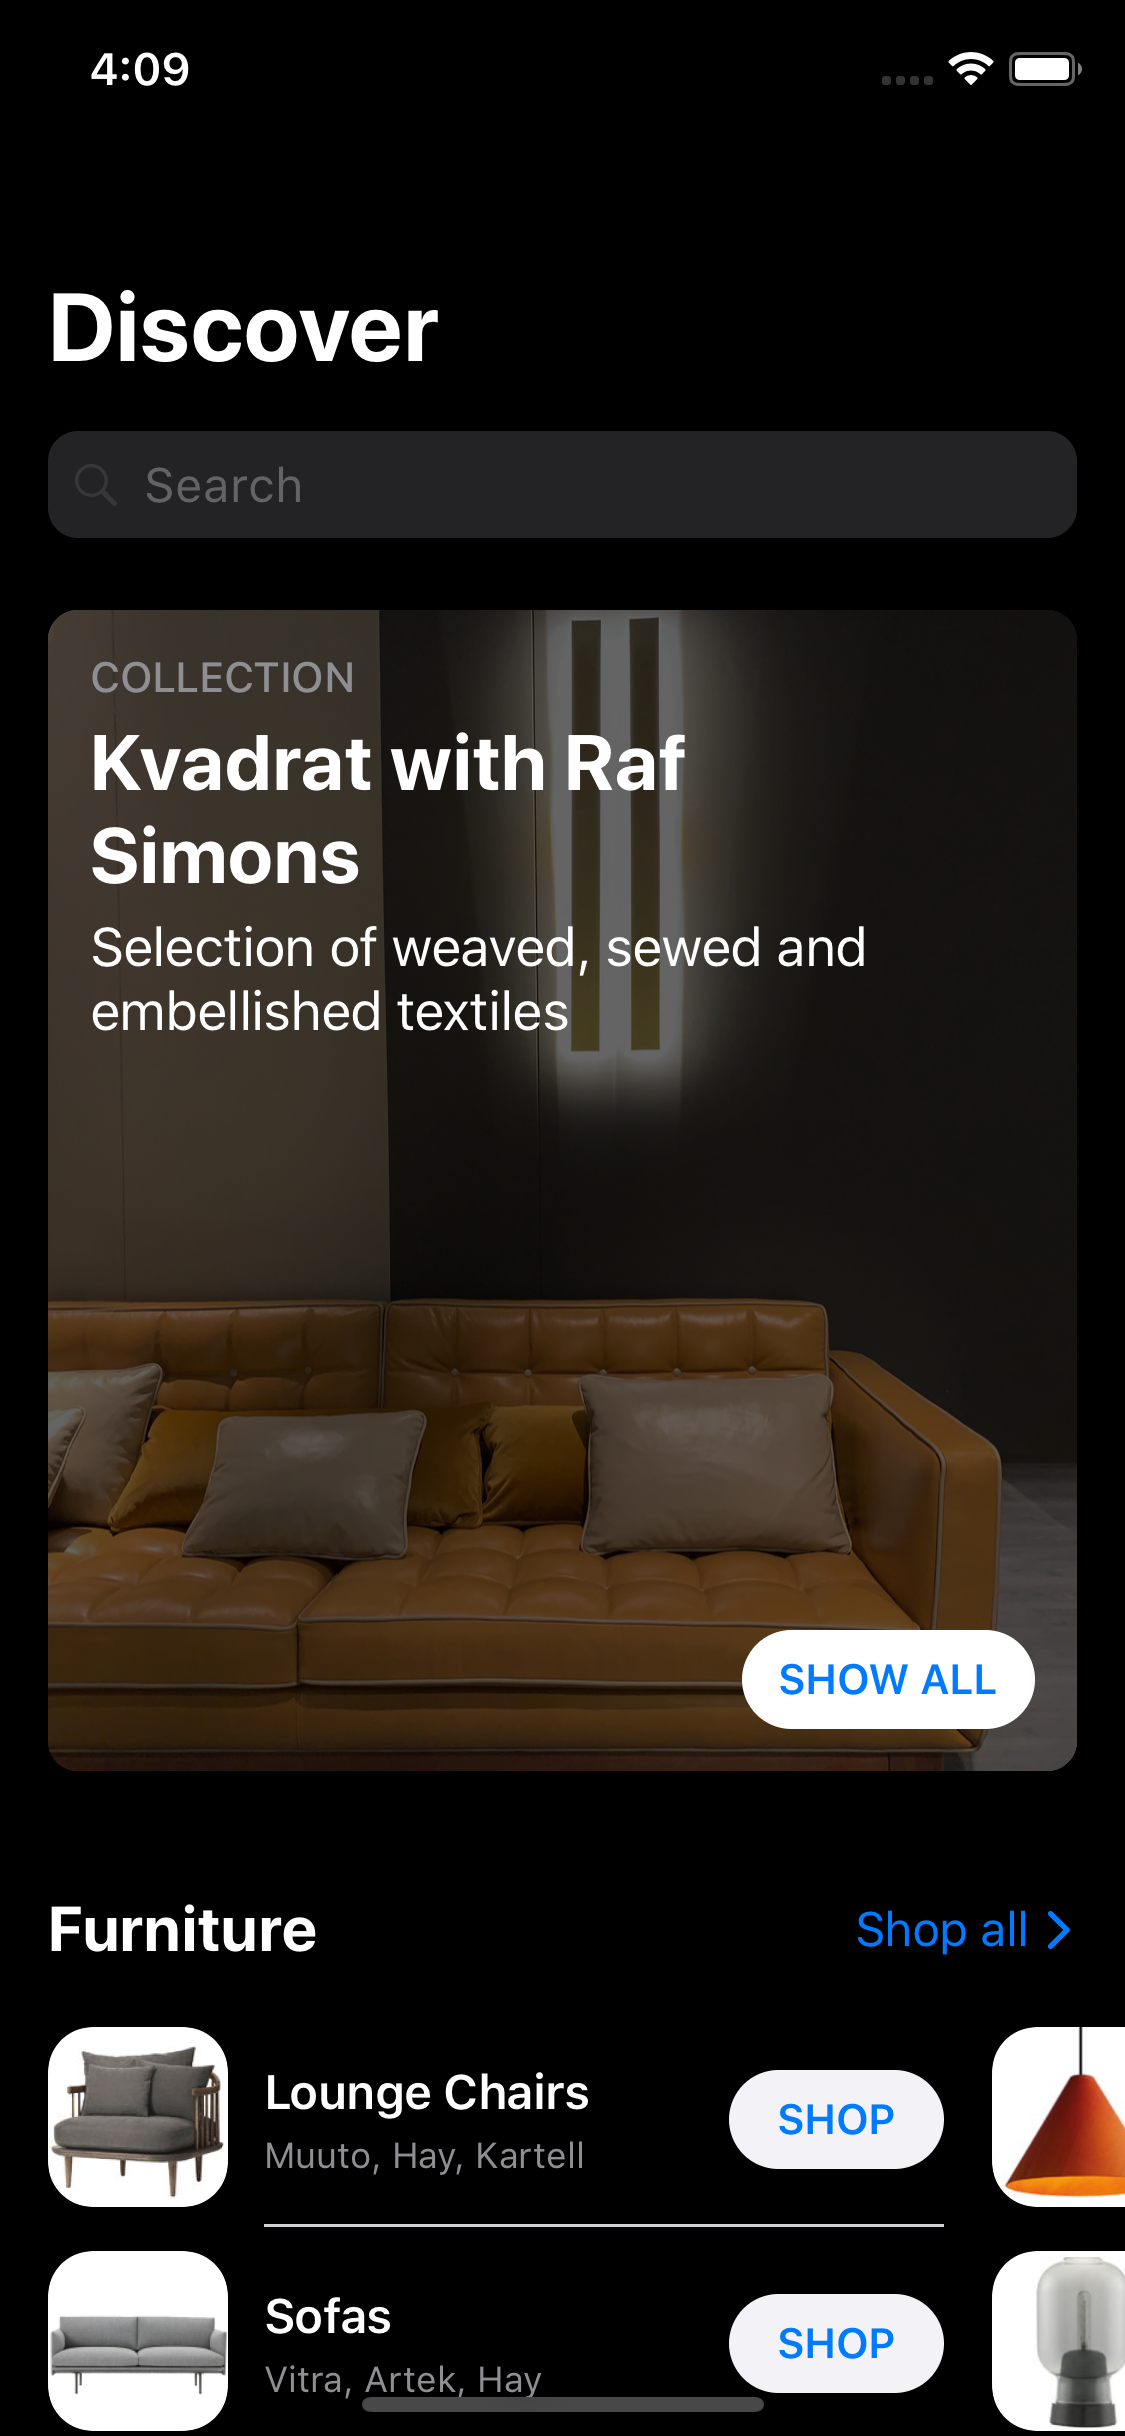 4:09
Discover
Search
COLLECTION
Kvadrat with Raf
Simons
Selection of weaved, sewed and
embellished textiles
SHOW ALL
Furniture
Shop all
Lounge Chairs
Muuto, Hay, Kartell
SHOP
Sofas
Vitra, Artek, Hay
SHOP